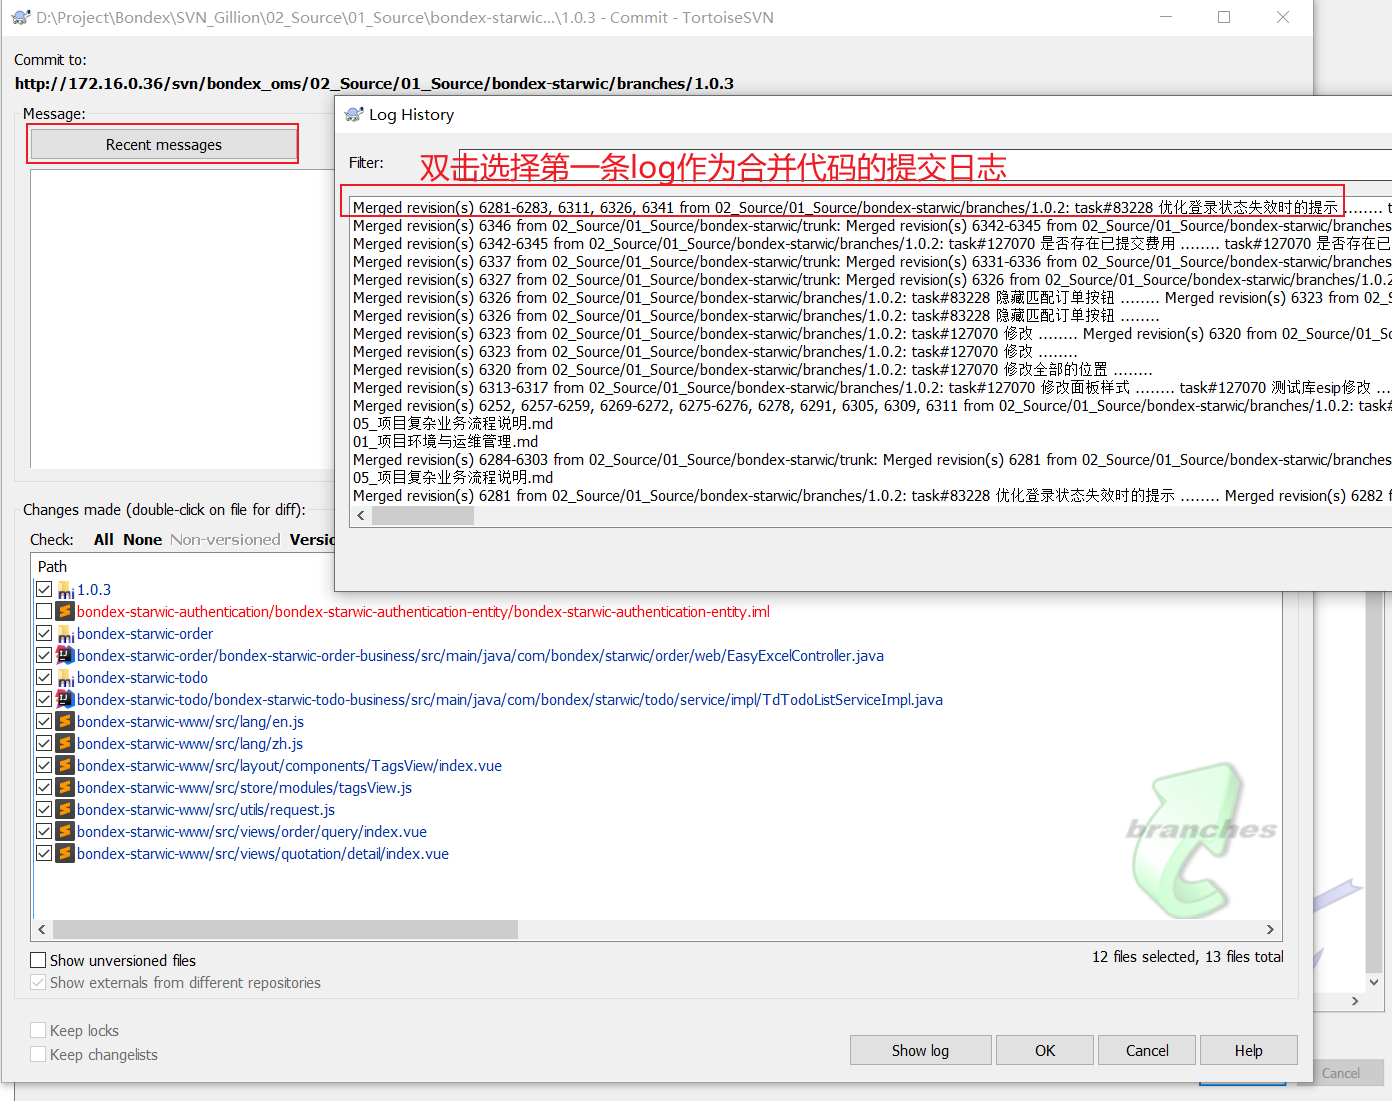 D:\Project\Bondex\SVN_Gillion\02_Source\01_Source\bondex-starwic...\1.0.3 - Commit - TortoiseSVN
Commit to:
http://172.16.0.36/svn/bondex_oms/02_Source/01_Source/bondex-starwic/branches/1.0.3
Message:
Recent messages
Log History
Filter:
双击选择第一条log作为合并代码的提交日志
Merged revision(s) 6281-6283, 6311, 6326, 6341 from 02_Source/01_Source/bondex-starwic/branches/1.0.2: task#83228 优化登录状态失效时的提示 ........ t
Merged revision(s) 6346 from 02_Source/01_Source/bondex-starwic/trunk: Merged revision(s) 6342-6345 from 02_Source/01_Source/bondex-starwic/branches
Merged revision(s) 6342-6345 from 02_Source/01_Source/bondex-starwic/branches/1.0.2: task#127070 是否存在已提交费用 ........ task#127070 是否存在已
Merged revision(s) 6337 from 02_Source/01_Source/bondex-starwic/trunk: Merged revision(s) 6331-6336 from 02_Source/01_Source/bondex-starwic/branches
Merged revision(s) 6327 from 02_Source/01_Source/bondex-starwic/trunk: Merged revision(s) 6326 from 02_Source/01_Source/bondex-starwic/branches/1.0.2
Merged revision(s) 6326 from 02_Source/01_Source/bondex-starwic/branches/1.0.2: task#83228 隐藏匹配订单按钮 ........ Merged revision(s) 6323 from 02_S
Merged revision(s) 6326 from 02_Source/01_Source/bondex-starwic/branches/1.0.2: task#83228 隐藏匹配订单按钮 ........
Merged revision(s) 6323 from 02_Source/01_Source/bondex-starwic/branches/1.0.2: task#127070 修改 ........ Merged revision(s) 6320 from 02_Source/01_Sc
Merged revision(s) 6323 from 02_Source/01_Source/bondex-starwic/branches/1.0.2: task#127070 修改 ........
Merged revision(s) 6320 from 02_Source/01_Source/bondex-starwic/branches/1.0.2: task#127070 修改全部的位置 ........
Merged revision(s) 6313-6317 from 02_Source/01_Source/bondex-starwic/branches/1.0.2: task#127070 修改面板样式 ........ task#127070 测试库esip修改 ...
Merged revision(s) 6252, 6257-6259, 6269-6272, 6275-6276, 6278, 6291, 6305, 6309, 6311 from 02_Source/01_Source/bondex-starwic/branches/1.0.2: task#
05_项目复杂业务流程说明.md
01_项目环境与运维管理.md
Merged revision(s) 6284-6303 from 02_Source/01_Source/bondex-starwic/trunk: Merged revision(s) 6281 from 02_Source/01_Source/bondex-starwic/branches
05_项目复杂业务流程说明.md
Merged revision(s) 6281 from 02_Source/01_Source/bondex-starwic/branches/1.0.2: task#83228 优化登录状态失效时的提示 ........ Merged revision(s) 6282 f
Changes made (double-click on file for diff):
Check: All None Non-versioned Versio
Path
1.0.3
bondex-starwic-authentication/bondex-starwic-authentication-entity/bondex-starwic-authentication-entity.iml
bondex-starwic-order
bondex-starwic-order/bondex-starwic-order-business/src/main/java/com/bondex/starwic/order/web/EasyExcelController.java
bondex-starwic-todo
bondex-starwic-todo/bondex-starwic-todo-business/src/main/java/com/bondex/starwic/todo/service/impl/TdTodoListServiceImpl.java
bondex-starwic-www/src/lang/en.js
bondex-starwic-www/src/lang/zh.js
bondex-starwic-www/src/layout/components/TagsView/index.vue
bondex-starwic-www/src/store/modules/tagsView.js
bondex-starwic-www/src/utils/request.js
bondex-starwic-www/src/views/order/query/index.vue
bondex-starwic-www/src/views/quotation/detail/index.vue
branches
Show unversioned files
12 files selected, 13 files total
Show externals from different repositories
Keep locks
Keep changelists
Show log
OK
Cancel
Help
Cancel